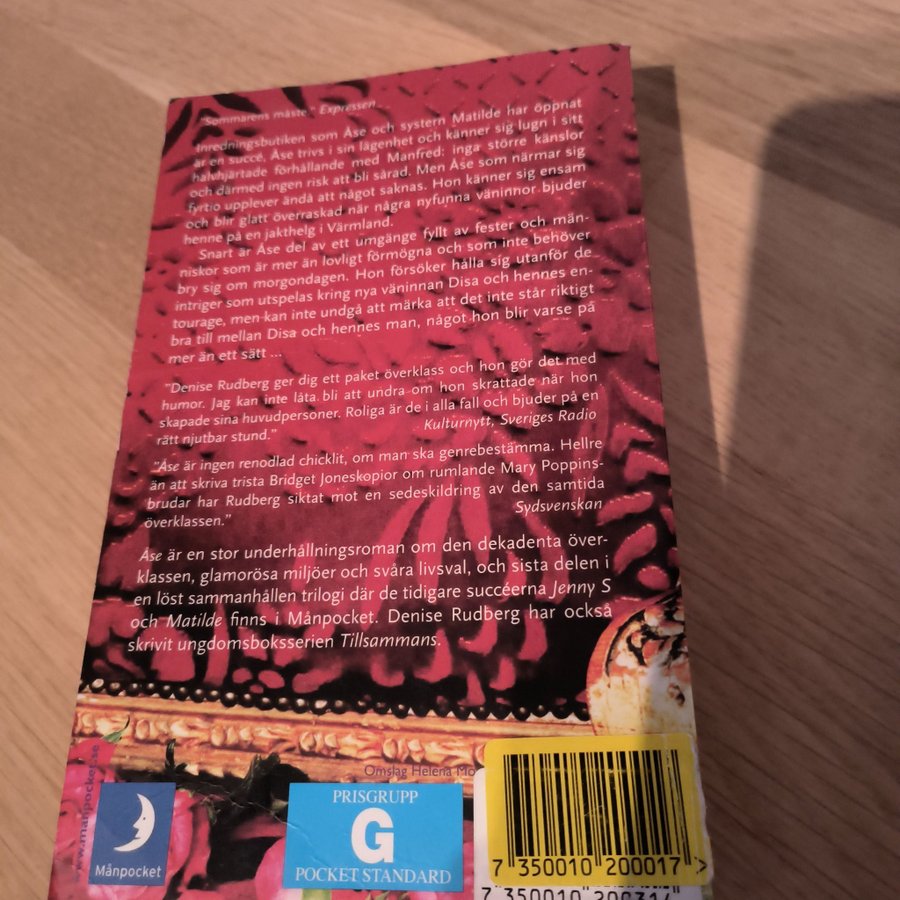 "Sommarens måste." Expressen
Inredningsbutiken som Åse och system Matilde har öppnat
är en succé. Åse trivs i sin lägenhet och känner sig lugn i sitt
halvhjärtade förhållande med Manfred: inga större känslor
och därmed ingen risk att bli sårad. Men Åse som närmar sig
fyrtio upplever ändå att något saknas. Hon känner sig ensam
och blir glatt överraskad när några nyfunna väninnor bjuder
henne på en jakthelg i Värmland.
Snart är Åse del av ett umgänge fyllt av fester och män-
niskor som är mer än lovligt förmögna och som inte behöver
bry sig om morgondagen. Hon försöker hålla sig utanför de
intriger som utspelas kring nya väninnan Disa och hennes en-
tourage, men kan inte undgå att märka att det inte står riktigt
bra till mellan Disa och hennes man, något hon blir varse på
mer än ett sätt ...
"Denise Rudberg ger dig ett paket överklass och hon gör det med
humor. Jag kan inte låta bli att undra om hon skrattade när hon
skapade sina huvudpersoner. Roliga är de i alla fall och bjuder på en
rätt njutbar stund." Kulturnytt, Sveriges Radio
"Åse är ingen renodlad chicklit, om man ska genrebestämma. Hellre
än att skriva trista Bridget Joneskopior om rumlande Mary Poppins-
brudar har Rudberg siktat mot en sedeskildring av den samtida
överklassen." Sydsvenskan
Åse är en stor underhållningsroman om den dekadenta över-
klassen, glamorösa miljöer och svåra livsval, och sista delen i
en löst sammanhållen trilogi där de tidigare succéerna Jenny S
och Matilde finns i Månpocket. Denise Rudberg har också
skrivit ungdomsboksserien Tillsammans.
Omslag Helena Mo
www.manpocket.se
Månpocket
PRISGRUPP
G
POCKET STANDARD
7 350010 200017 >
7 350010 200314